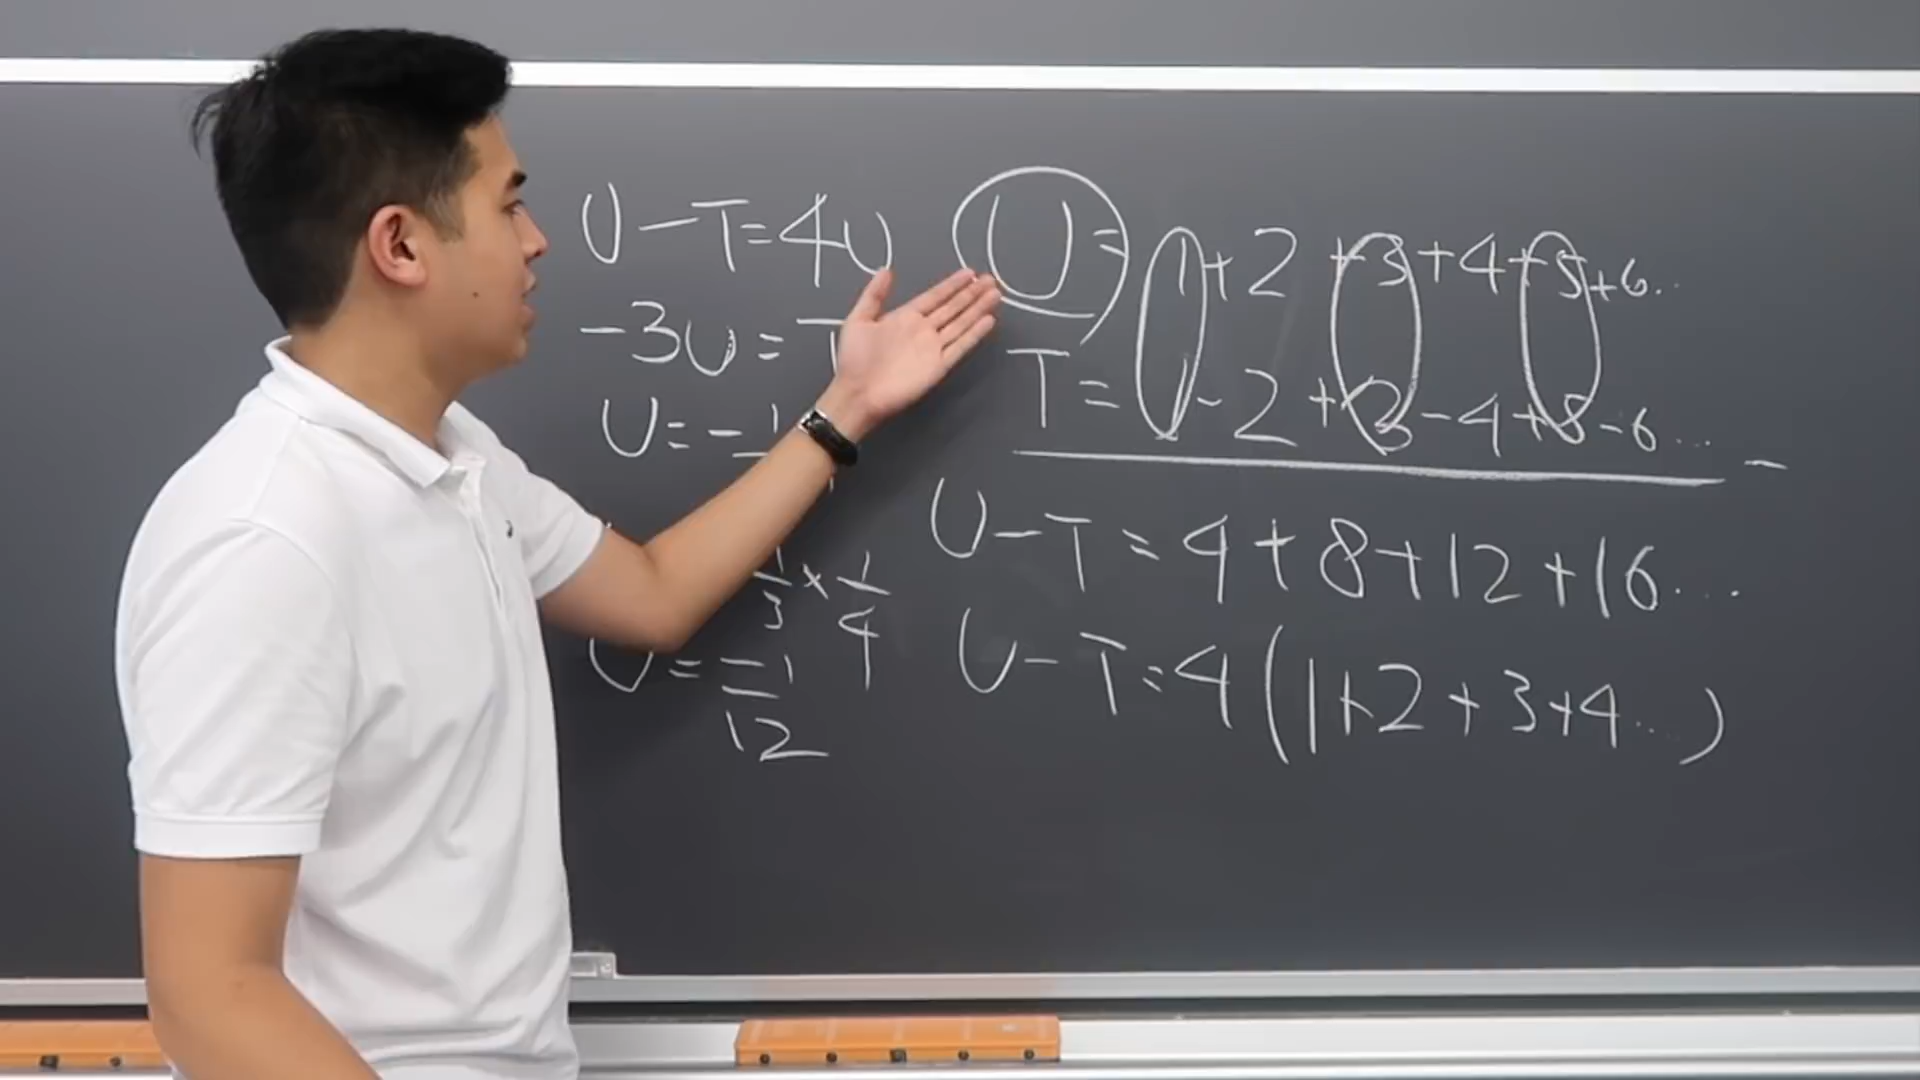 U-T=4U
-3U=T
U=-1
1/3×1/4
U=-1/12
U=1+2+3+4+5+6..
T=1-2+3-4+5-6...
-
U-T=4+8+12+16...
U-T=4(1+2+3+4...)